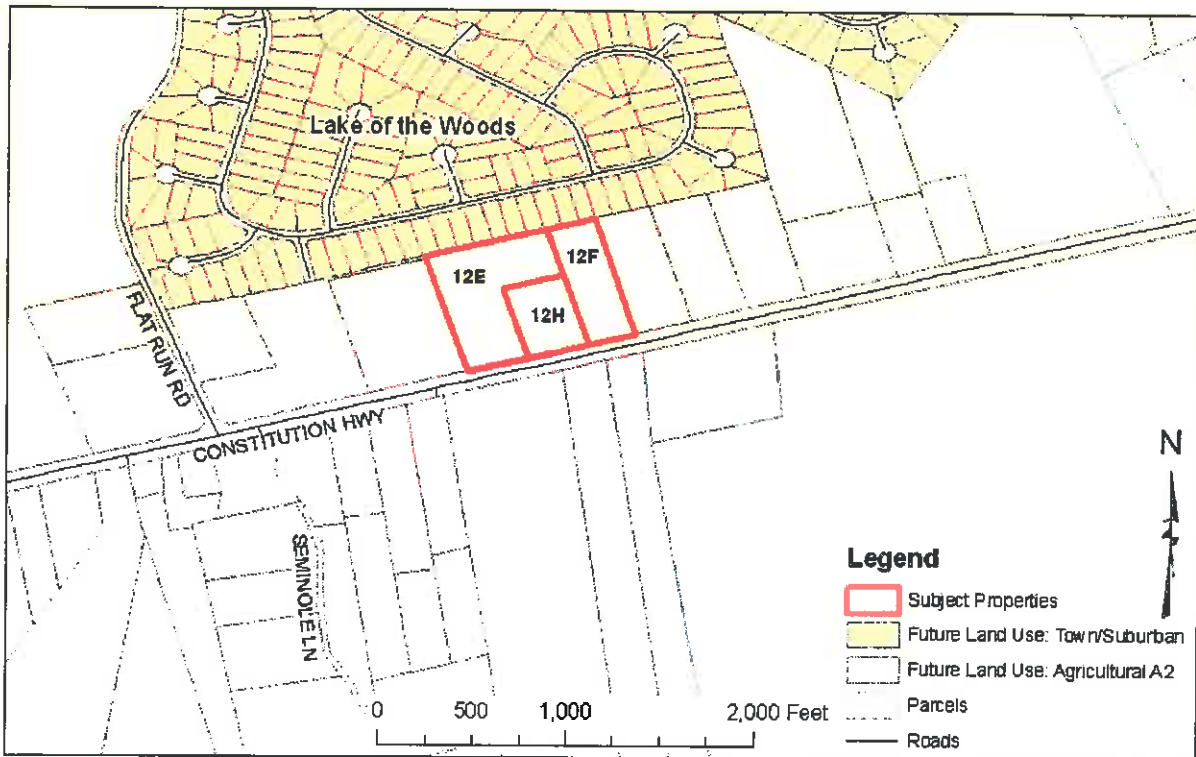 Lake of the Woods
12E
12F
12H
FLAT RUN RD
CONSTITUTION HWY
SEMINOLE LN
N
Legend
Subject Properties
Future Land Use: Town/Suburban
Future Land Use: Agricultural A2
Parcels
Roads
0 500 1,000 2,000 Feet